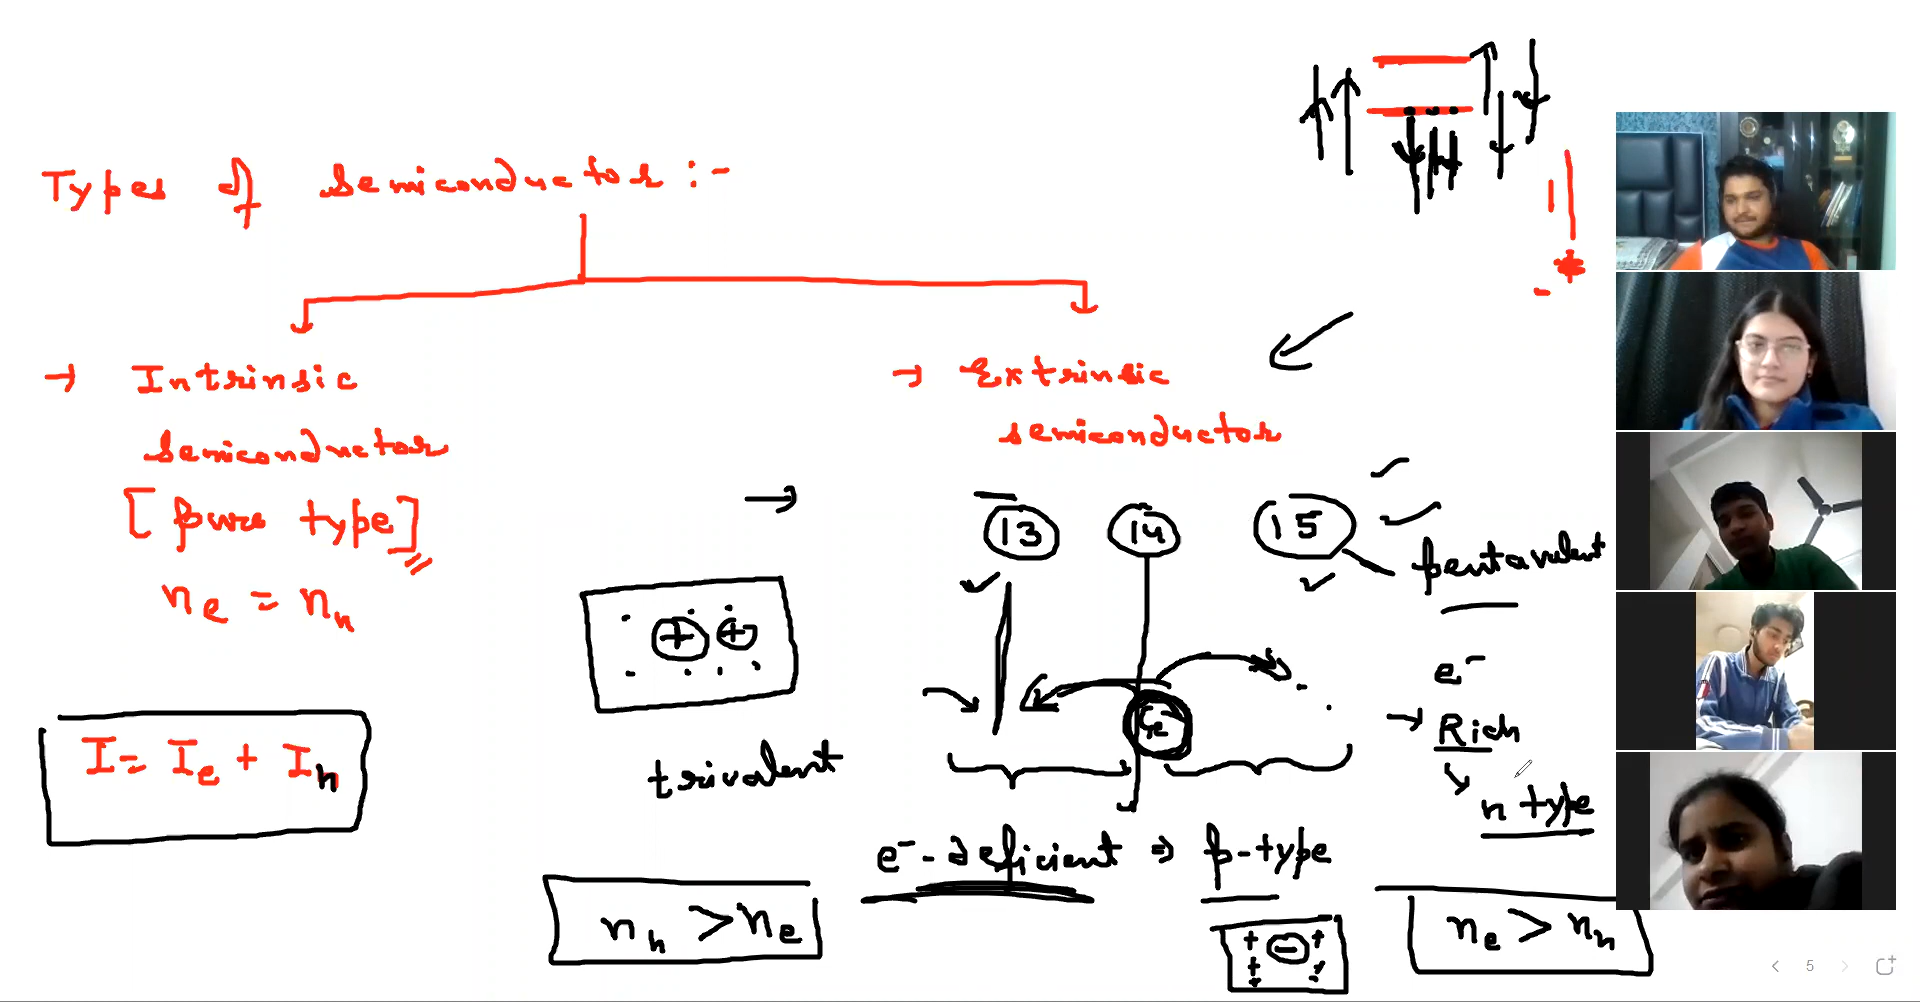 Types of Semiconductor :-
→ Intrinsic
Semiconductor
[Pure type]
ne = nh
I = Ie + Ih
→ Extrinsic
semiconductor
→ 13 14 15
pentavalent
+ +
Ge
e⁻
→ Rich
n type
trivalent
e⁻-deficient ⇒ p-type
nh > ne
+ - +
+
ne > nh
5